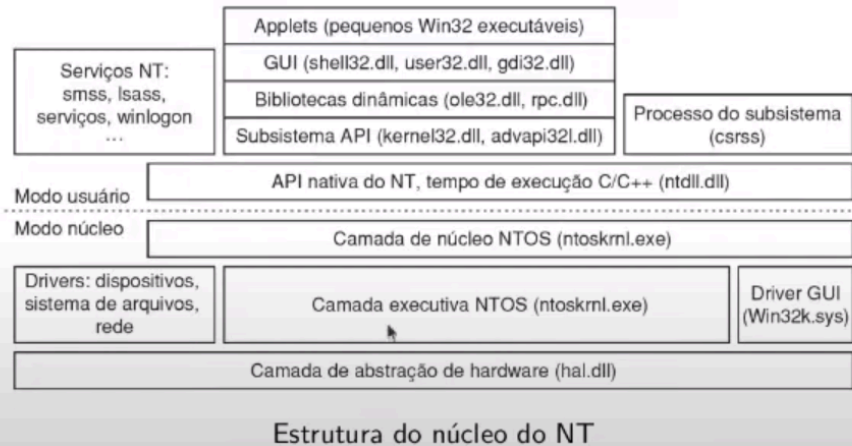 Applets (pequenos Win32 executáveis)
GUI (shell32.dll, user32.dll, gdi32.dll)
Bibliotecas dinâmicas (ole32.dll, rpc.dll)
Subsistema API (kernel32.dll, advapi32l.dll)
Serviços NT:
smss, lsass,
serviços, winlogon
...
Processo do subsistema
(csrss)
API nativa do NT, tempo de execução C/C++ (ntdll.dll)
Modo usuário
Modo núcleo
Camada de núcleo NTOS (ntoskrnl.exe)
Drivers: dispositivos,
sistema de arquivos,
rede
Camada executiva NTOS (ntoskrnl.exe)
Driver GUI
(Win32k.sys)
Camada de abstração de hardware (hal.dll)
Estrutura do núcleo do NT